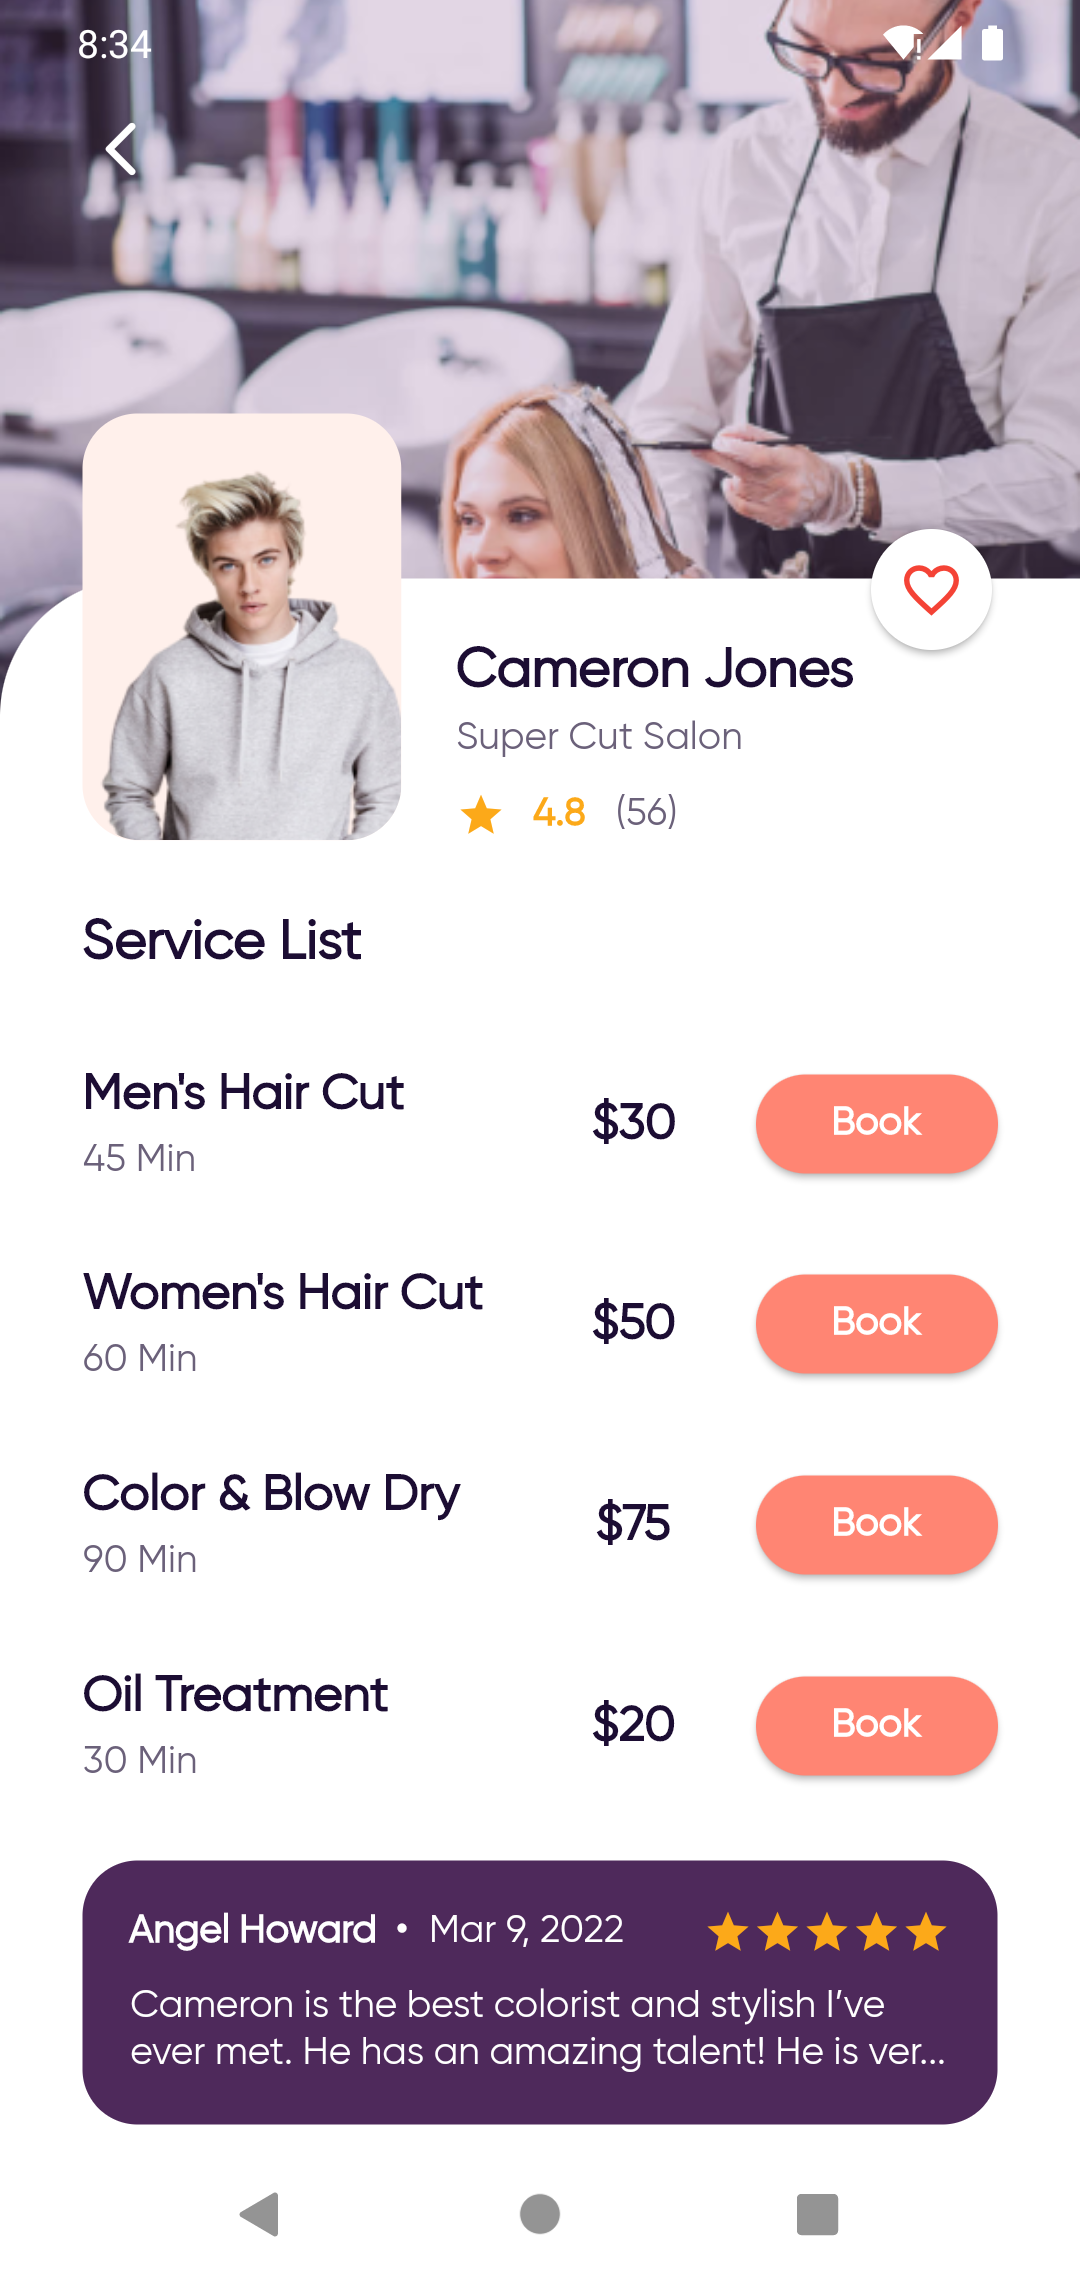 8:34
Cameron Jones
Super Cut Salon
4.8 (56)
Service List
Men's Hair Cut
45 Min
$30
Book
Women's Hair Cut
60 Min
$50
Book
Color & Blow Dry
90 Min
$75
Book
Oil Treatment
30 Min
$20
Book
Angel Howard • Mar 9, 2022
Cameron is the best colorist and stylish I’ve
ever met. He has an amazing talent! He is ver...